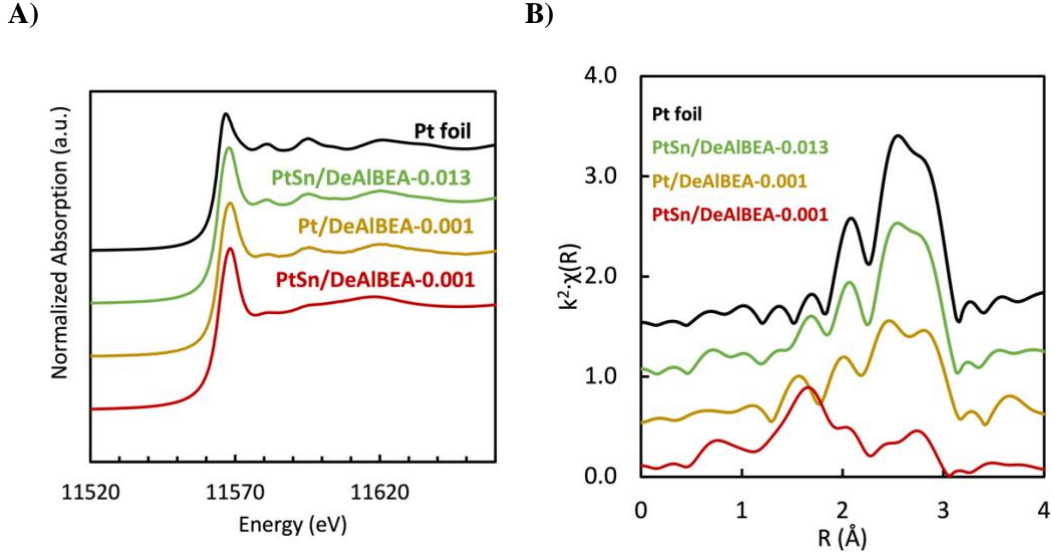 A)
Normalized Absorption (a.u.)
Pt foil
PtSn/DeAlBEA-0.013
Pt/DeAlBEA-0.001
PtSn/DeAlBEA-0.001
11520
11570
11620
Energy (eV)
B)
k²·χ(R)
4.0
3.0
2.0
1.0
0.0
Pt foil
PtSn/DeAlBEA-0.013
Pt/DeAlBEA-0.001
PtSn/DeAlBEA-0.001
0
1
2
3
4
R (Å)